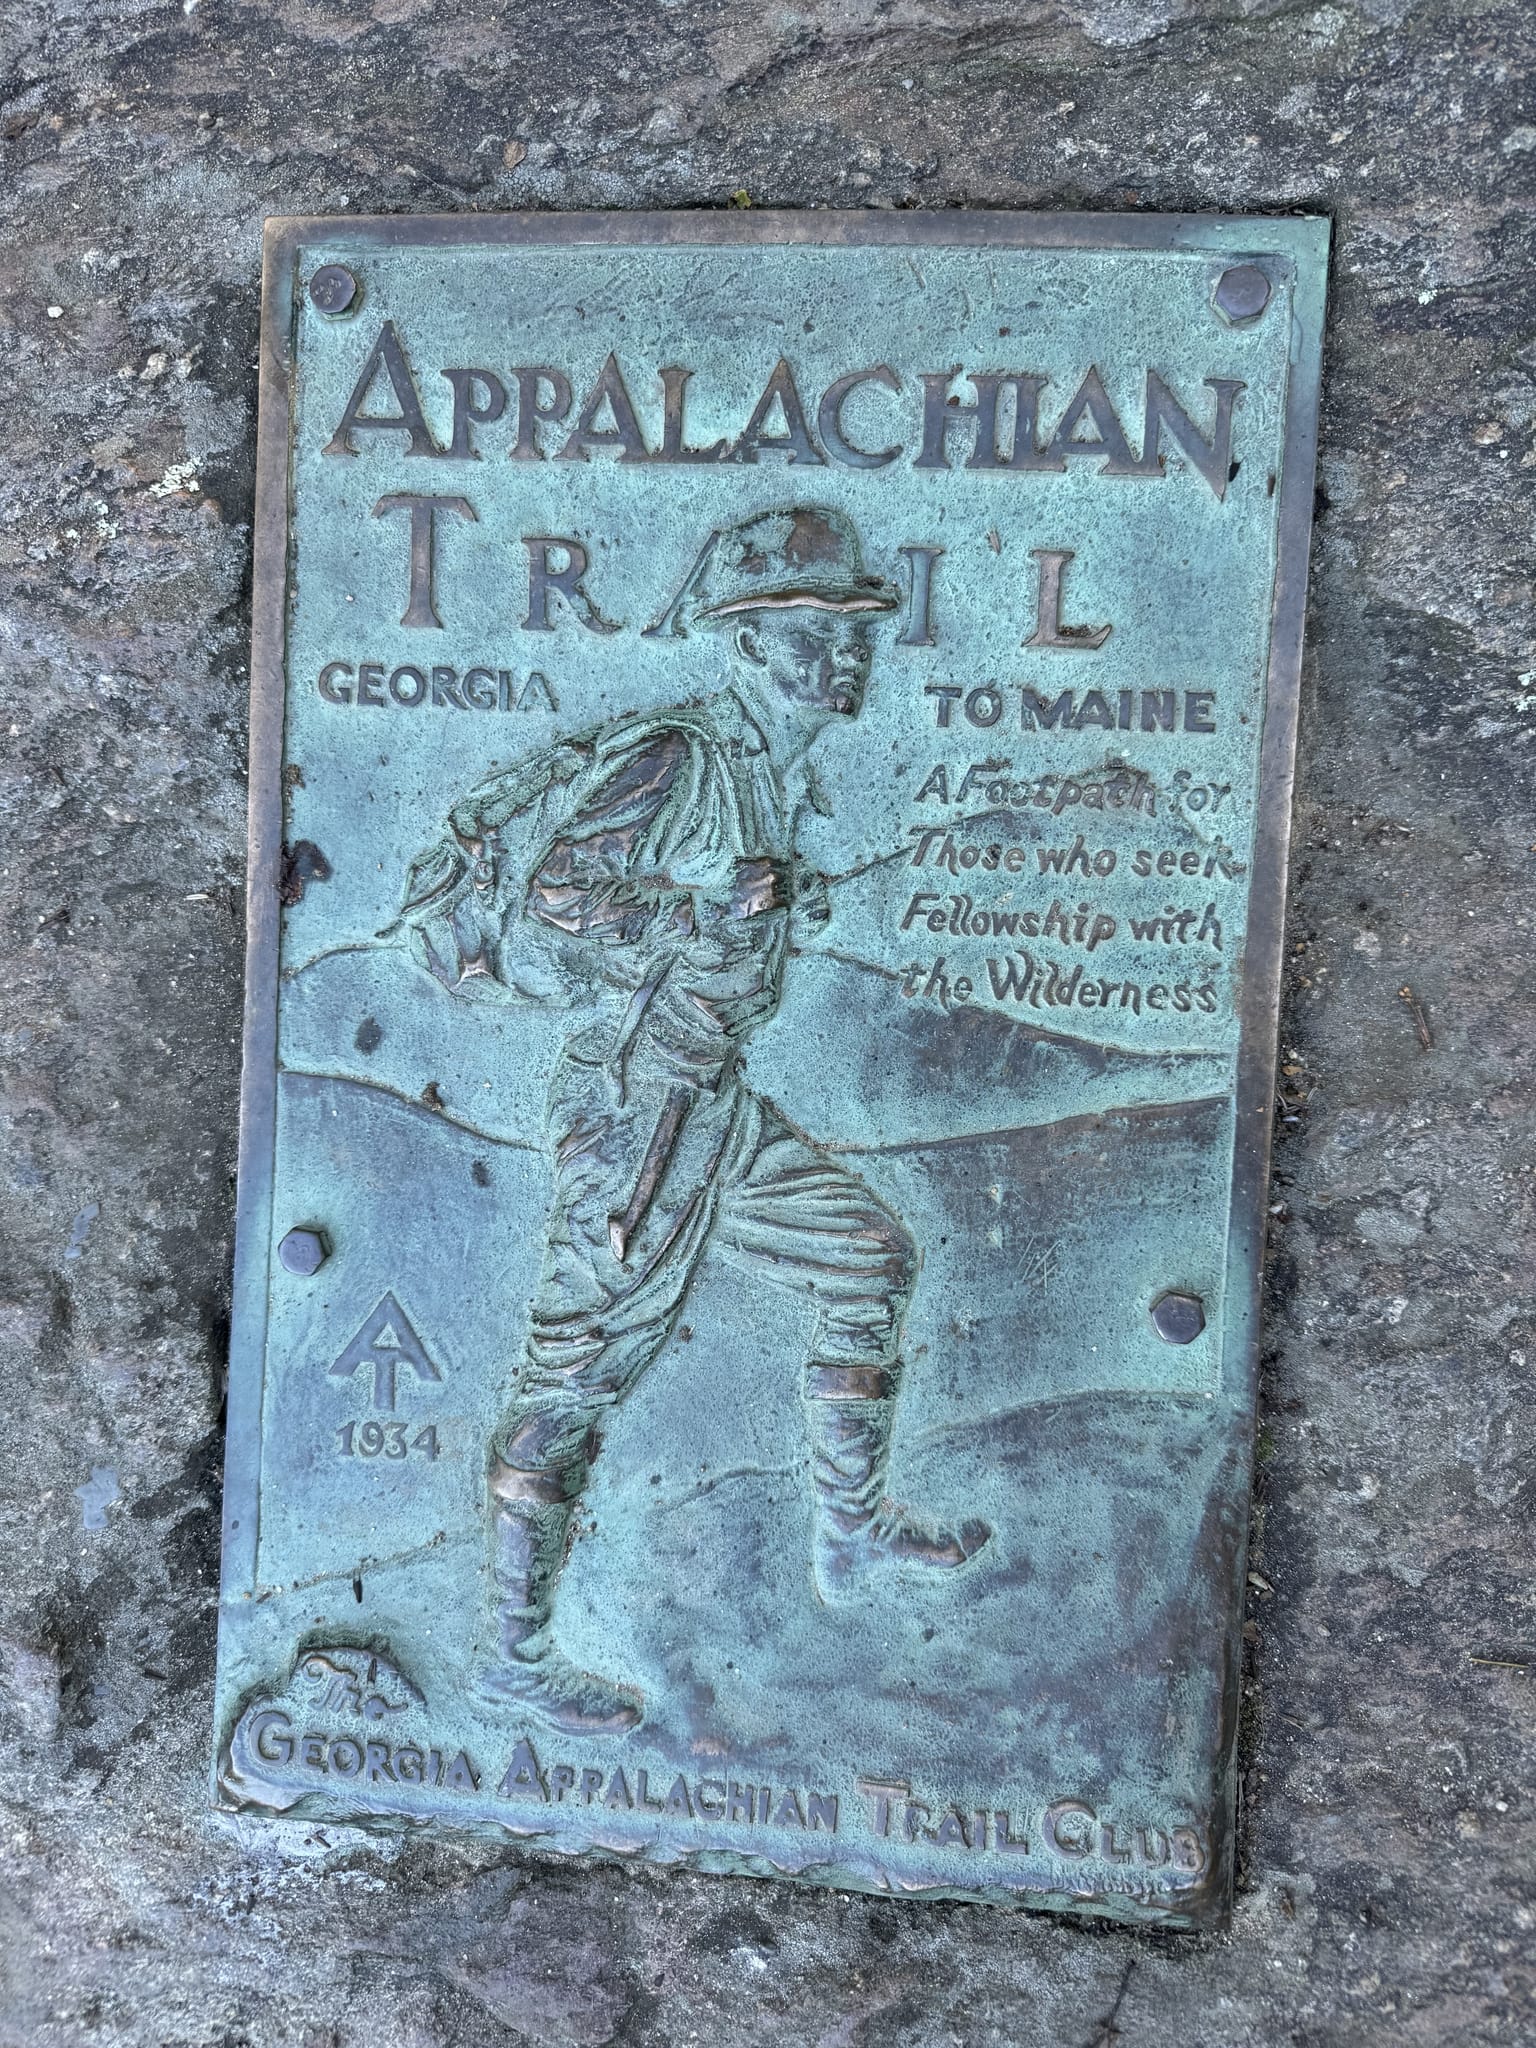 APPALACHIAN
TRAIL
GEORGIA TO MAINE
A Footpath for
Those who seek
Fellowship with
the Wilderness
AT
1934
The
GEORGIA APPALACHIAN TRAIL CLUB